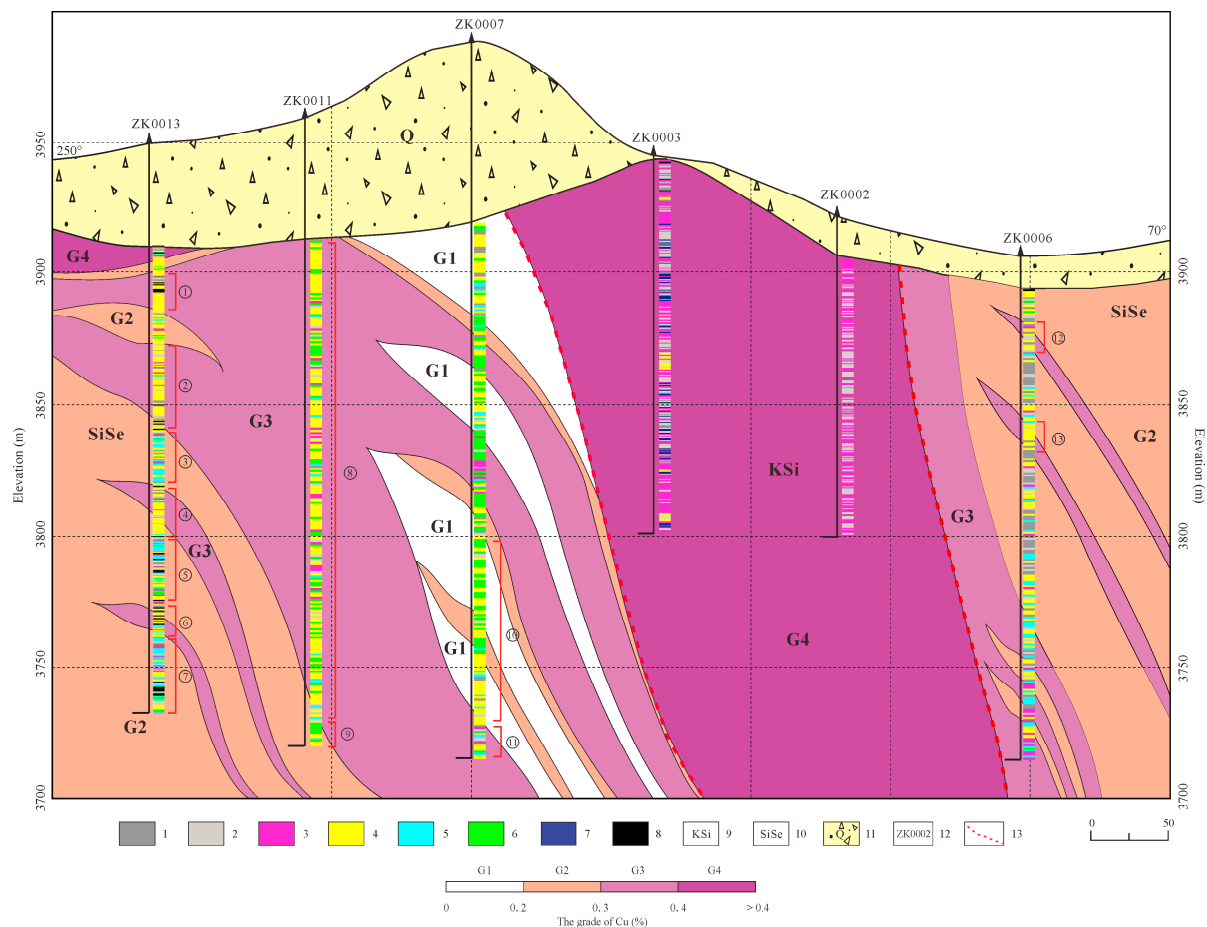 ZK0007
ZK0011
ZK0013
ZK0003
ZK0002
ZK0006
Q
250°
70°
3950
3900
3850
3800
3750
3700
Elevation (m)
3900
3850
3800
3750
3700
Elevation (m)
G4
G1
SiSe
①
G2
⑫
G1
②
G3
⑬
G2
SiSe
③
⑧
KSi
④
G1
G3
G3
⑤
⑥
⑩
G4
G1
⑦
G2
⑨
⑪
1 2 3 4 5 6 7 8 KSi 9 SiSe 10 Q 11 ZK0002 12 13
0 50
G1 G2 G3 G4
0 0.2 0.3 0.4 >0.4
The grade of Cu (%)